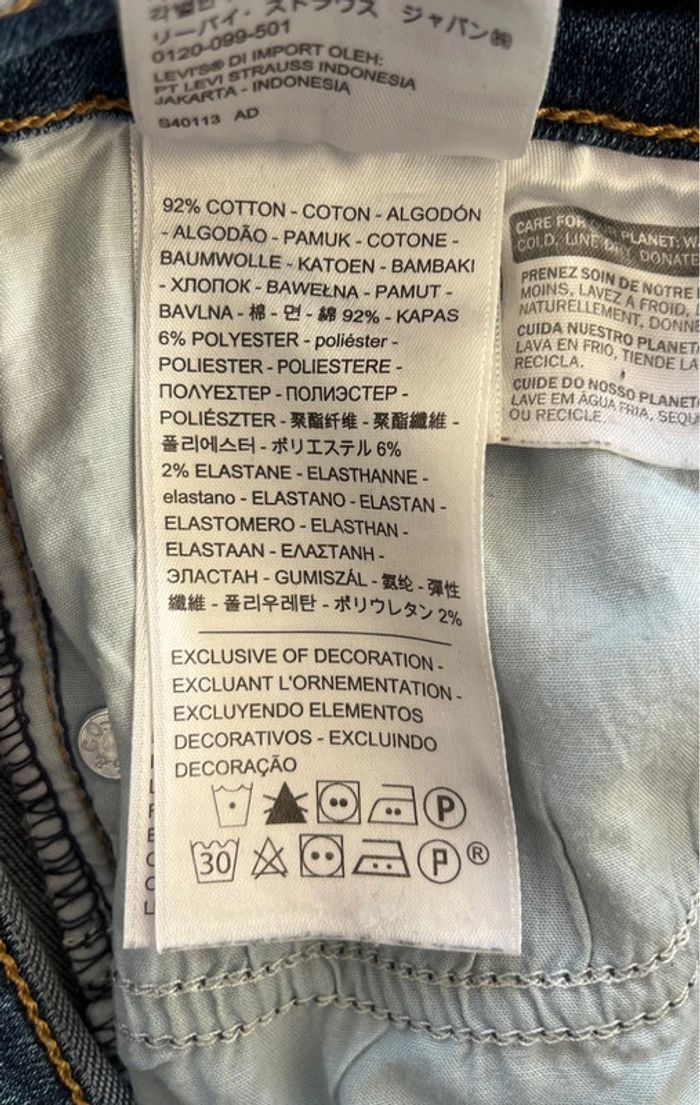 リーバイ・ストラウス ジャパン㈱
0120-099-501
LEVI'S® DI IMPORT OLEH:
PT LEVI STRAUSS INDONESIA
JAKARTA - INDONESIA
S40113 AD
92% COTTON - COTON - ALGODÓN
- ALGODÃO - PAMUK - COTONE -
BAUMWOLLE - KATOEN - BAMBAKI
- ХЛОПОК - BAWEŁNA - PAMUT -
BAVLNA - 棉 - 면 - 綿 92% - KAPAS
6% POLYESTER - poliéster -
POLIESTER - POLIESTERE -
ΠΟΛΥΕΣΤΕΡ - ПОЛИЭСТЕР -
POLIÉSZTER - 聚酯纤维 - 聚酯纖維 -
폴리에스터 - ポリエステル 6%
2% ELASTANE - ELASTHANNE -
elastano - ELASTANO - ELASTAN -
ELASTOMERO - ELASTHAN -
ELASTAAN - ΕΛΑΣΤΑΝΗ -
ЭЛАСТАН - GUMISZÁL - 氨纶 - 彈性
纖維 - 폴리우레탄 - ポリウレタン 2%
EXCLUSIVE OF DECORATION -
EXCLUANT L'ORNEMENTATION -
EXCLUYENDO ELEMENTOS
DECORATIVOS - EXCLUINDO
DECORAÇÃO
P
30 P ®
CARE FOR OUR PLANET: W
COLD, LINE DRY, DONATE
PRENEZ SOIN DE NOTRE
MOINS, LAVEZ À FROID,
NATURELLEMENT, DONNE
CUIDA NUESTRO PLANET
LAVA EN FRIO, TIENDE LA
RECICLA.
CUIDE DO NOSSO PLANET
LAVE EM ÁGUA FRIA, SEQU
OU RECICLE.